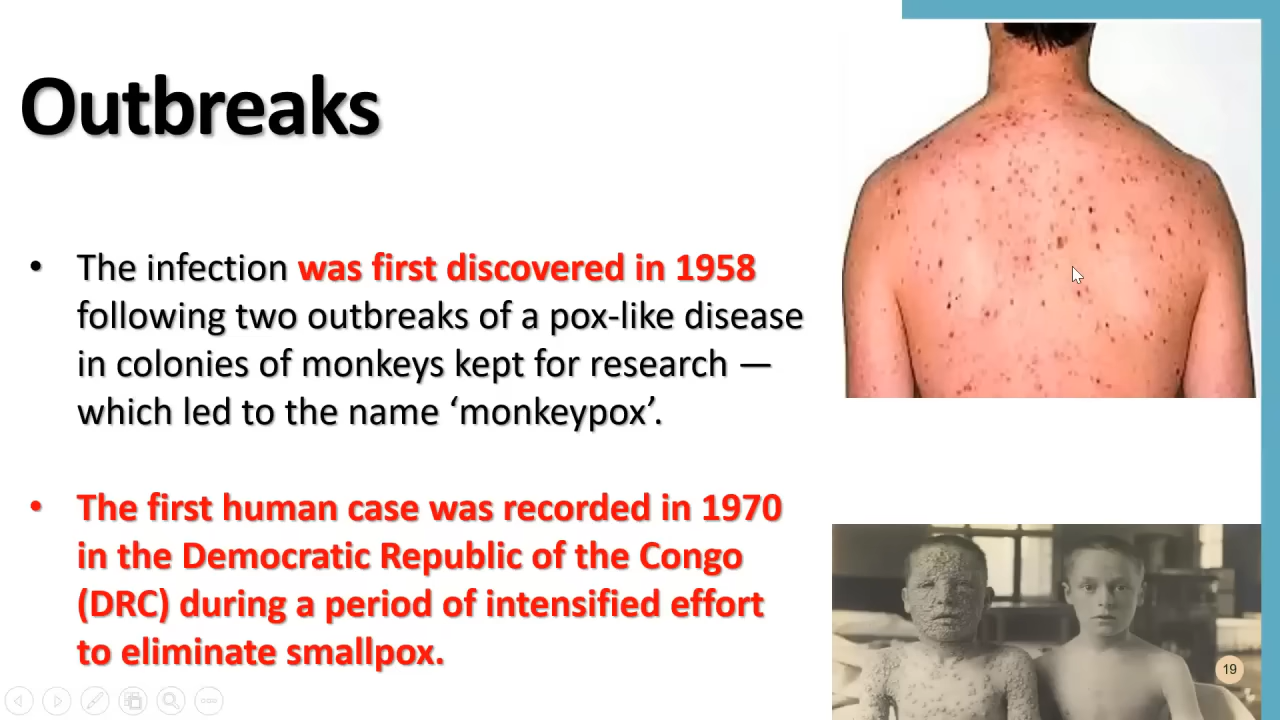 Outbreaks
• The infection was first discovered in 1958
following two outbreaks of a pox-like disease
in colonies of monkeys kept for research —
which led to the name ‘monkeypox’.
• The first human case was recorded in 1970
in the Democratic Republic of the Congo
(DRC) during a period of intensified effort
to eliminate smallpox.
19